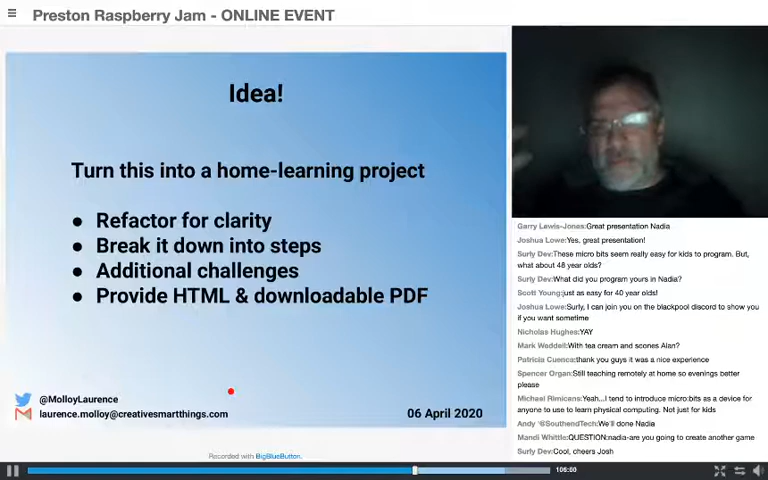 Preston Raspberry Jam - ONLINE EVENT
Idea!
Turn this into a home-learning project
● Refactor for clarity
● Break it down into steps
● Additional challenges
● Provide HTML & downloadable PDF
@MolloyLaurence
laurence.molloy@creativesmartthings.com
06 April 2020
Recorded with BigBlueButton.
Garry Lewis-Jones:Great presentation Nadia
Joshua Lowe:Yes, great presentation!
Surly Dev:These micro bits seem really easy for kids to program. But,
what about 48 year olds?
Surly Dev:What did you program yours in Nadia?
Scott Young:just as easy for 40 year olds!
Joshua Lowe:Surly, I can join you on the blackpool discord to show you
if you want sometime
Nicholas Hughes:YAY
Mark Weddell:With tea cream and scones Alan?
Patricia Cuenca:thank you guys it was a nice experience
Spencer Organ:Still teaching remotely at home so evenings better
please
Michael Rimicans:Yeah...I tend to introduce micro:bits as a device for
anyone to use to learn physical computing. Not just for kids
Andy '@SouthendTech:We'll done Nadia
Mandi Whittle:QUESTION:nadia-are you going to create another game
Surly Dev:Cool, cheers Josh
106:60